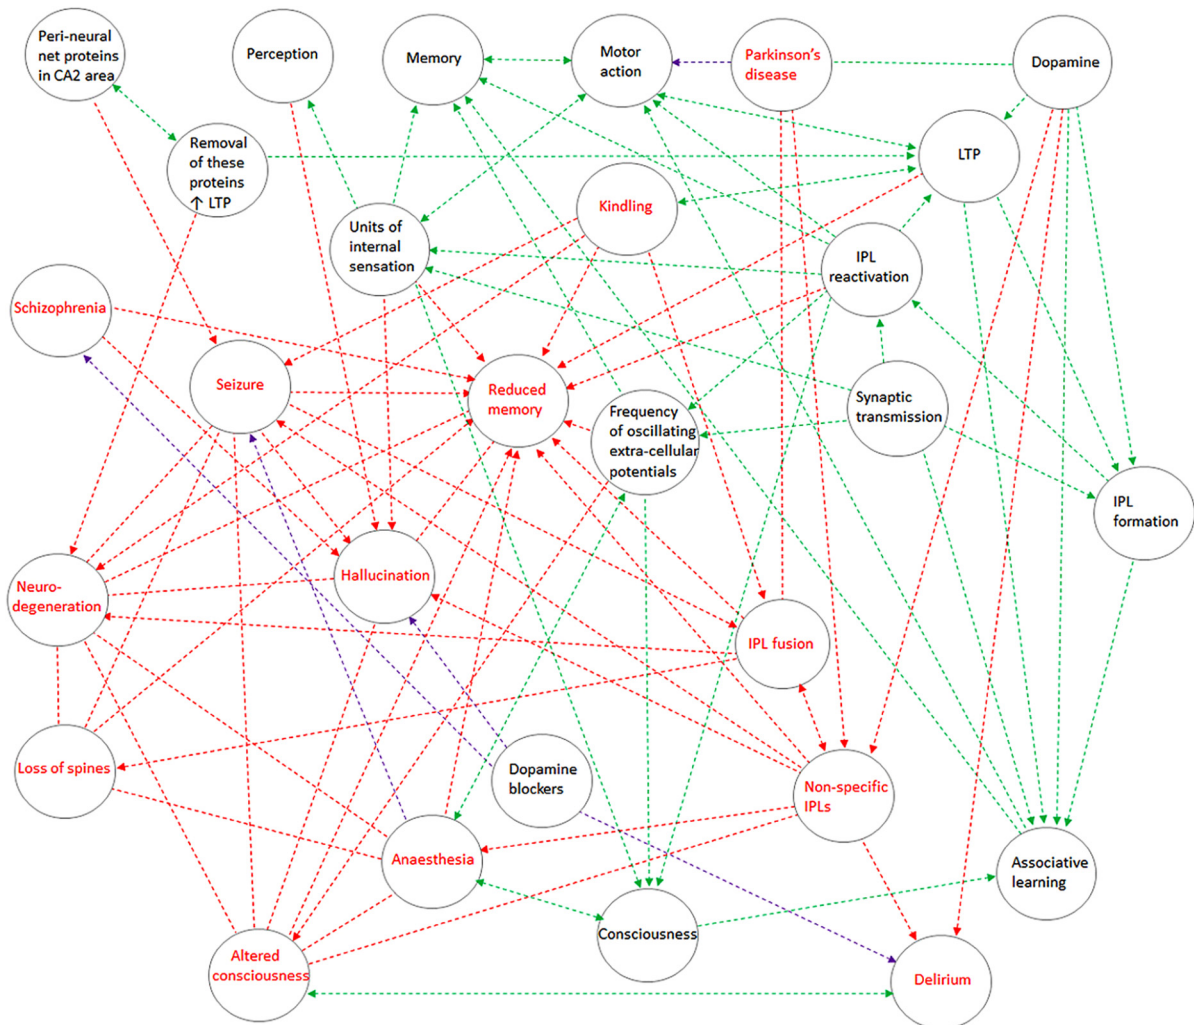 Peri-neural
net proteins
in CA2 area
Perception
Memory
Motor
action
Parkinson's
disease
Dopamine
Removal
of these
proteins
↑ LTP
LTP
Kindling
Units of
internal
sensation
IPL
reactivation
Schizophrenia
Seizure
Reduced
memory
Frequency
of oscillating
extra-cellular
potentials
Synaptic
transmission
IPL
formation
Neuro-
degeneration
Hallucination
IPL fusion
Loss of spines
Dopamine
blockers
Non-specific
IPLs
Anaesthesia
Associative
learning
Consciousness
Altered
consciousness
Delirium